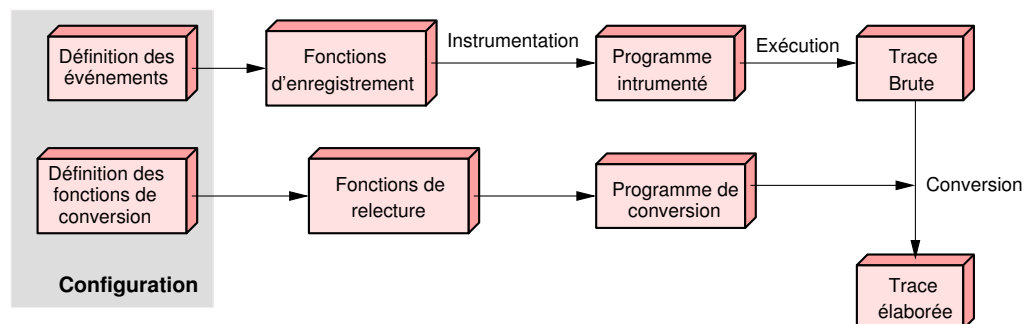 Définition des
événements
Fonctions
d'enregistrement
Instrumentation
Programme
intrumenté
Exécution
Trace
Brute
Définition des
fonctions de
conversion
Fonctions de
relecture
Programme de
conversion
Conversion
Configuration
Trace
élaborée